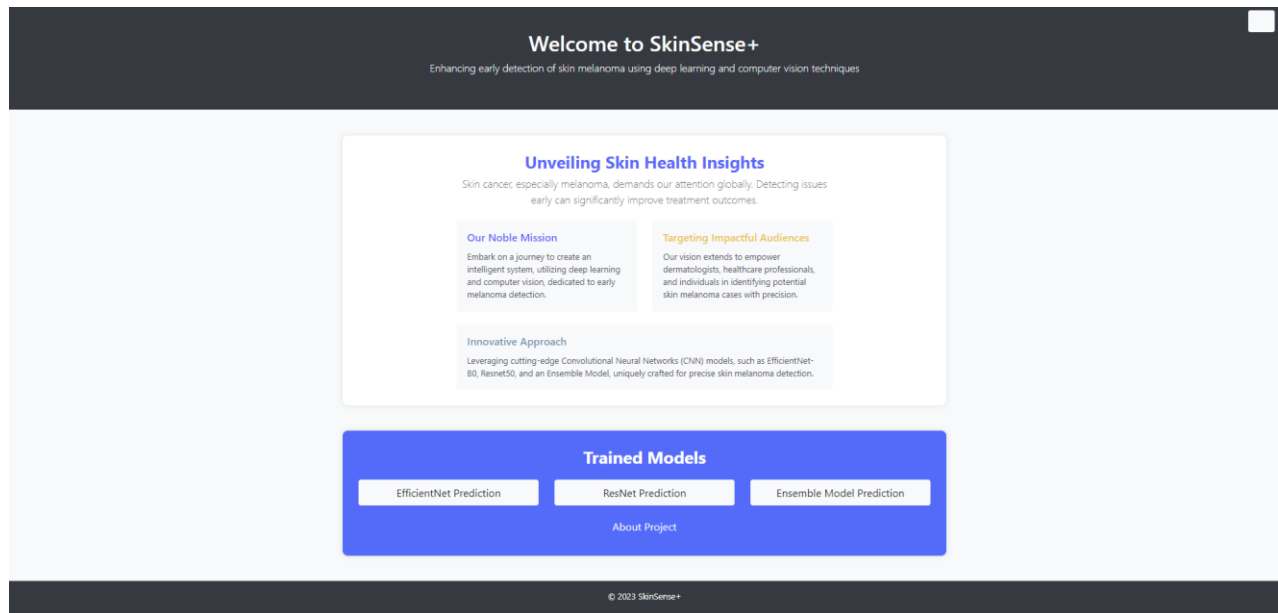 Welcome to SkinSense+
Enhancing early detection of skin melanoma using deep learning and computer vision techniques
Unveiling Skin Health Insights
Skin cancer, especially melanoma, demands our attention globally. Detecting issues
early can significantly improve treatment outcomes.
Our Noble Mission
Embark on a journey to create an
intelligent system, utilizing deep learning
and computer vision, dedicated to early
melanoma detection.
Targeting Impactful Audiences
Our vision extends to empower
dermatologists, healthcare professionals,
and individuals in identifying potential
skin melanoma cases with precision.
Innovative Approach
Leveraging cutting-edge Convolutional Neural Networks (CNN) models, such as EfficientNet-
B0, Resnet50, and an Ensemble Model, uniquely crafted for precise skin melanoma detection.
Trained Models
EfficientNet Prediction
ResNet Prediction
Ensemble Model Prediction
About Project
© 2023 SkinSense+